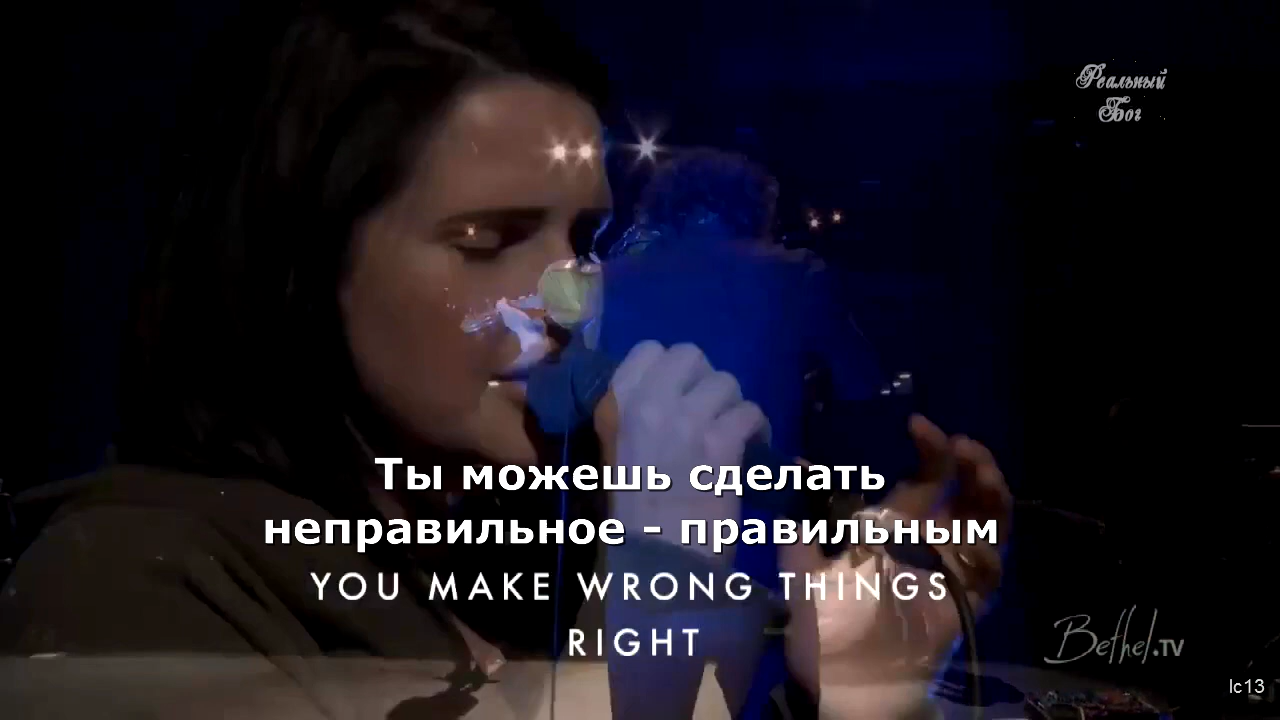 Реальный
Бог
Ты можешь сделать
неправильное - правильным
YOU MAKE WRONG THINGS
RIGHT
Bethel.TV
lc13